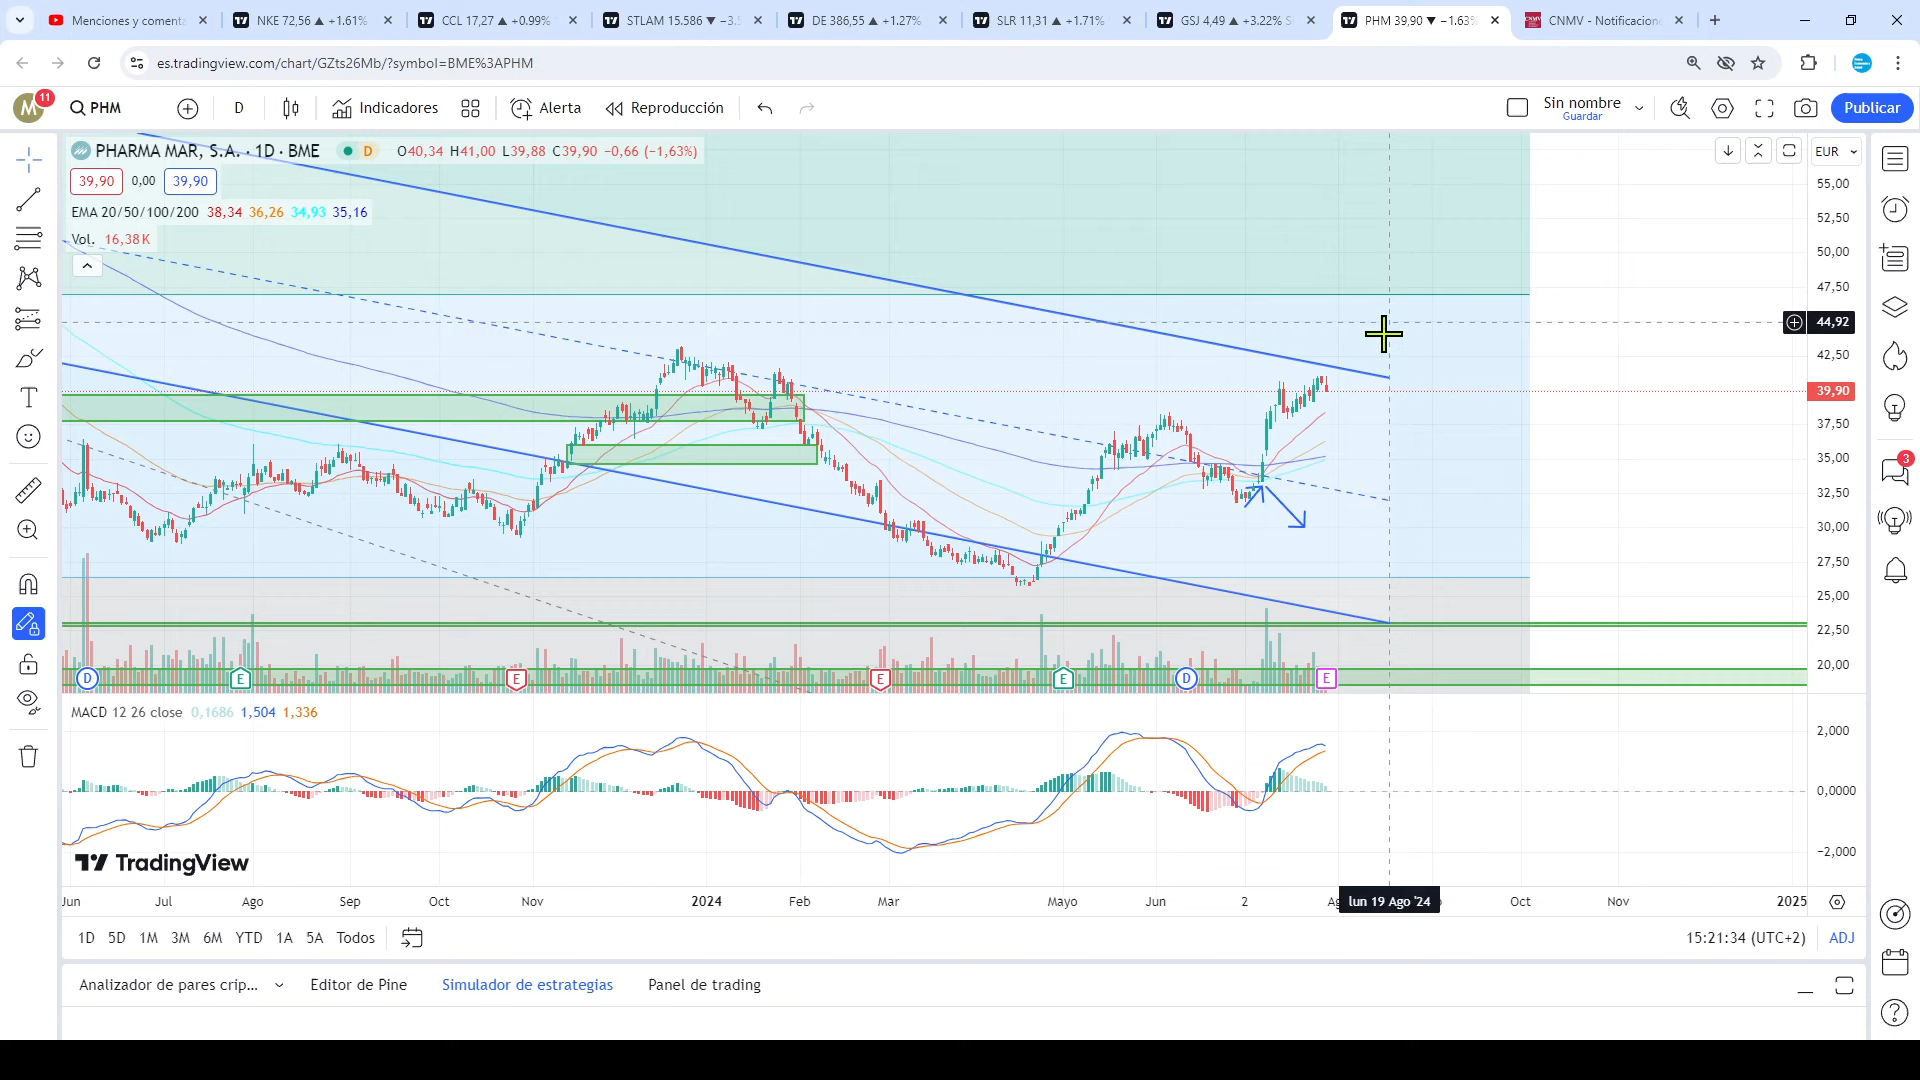 Menciones y comenta
NKE 72,56 ▲ +1.61%
CCL 17,27 ▲ +0.99%
STLAM 15.586 ▼ −3.
DE 386,55 ▲ +1.27%
SLR 11,31 ▲ +1.71%
GSJ 4,49 ▲ +3.22% S
PHM 39,90 ▼ −1.63%
CNMV - Notificacion
es.tradingview.com/chart/GZts26Mb/?symbol=BME%3APHM
M
11
PHM
D
Indicadores
Alerta
Reproducción
Sin nombre
Guardar
Publicar
PHARMA MAR, S.A. · 1D · BME
D
O40,34 H41,00 L39,88 C39,90 −0,66 (−1,63%)
EUR
39,90 0,00 39,90
EMA 20/50/100/200 38,34 36,26 34,93 35,16
Vol. 16,38K
55,00
52,50
50,00
47,50
44,92
42,50
39,90
37,50
35,00
32,50
30,00
27,50
25,00
22,50
20,00
3
D E E E E D E
MACD 12 26 close 0,1686 1,504 1,336
2,000
0,0000
−2,000
TradingView
Jun Jul Ago Sep Oct Nov 2024 Feb Mar Mayo Jun 2 lun 19 Ago '24 Oct Nov 2025
1D 5D 1M 3M 6M YTD 1A 5A Todos
15:21:34 (UTC+2) ADJ
Analizador de pares crip... Editor de Pine Simulador de estrategias Panel de trading